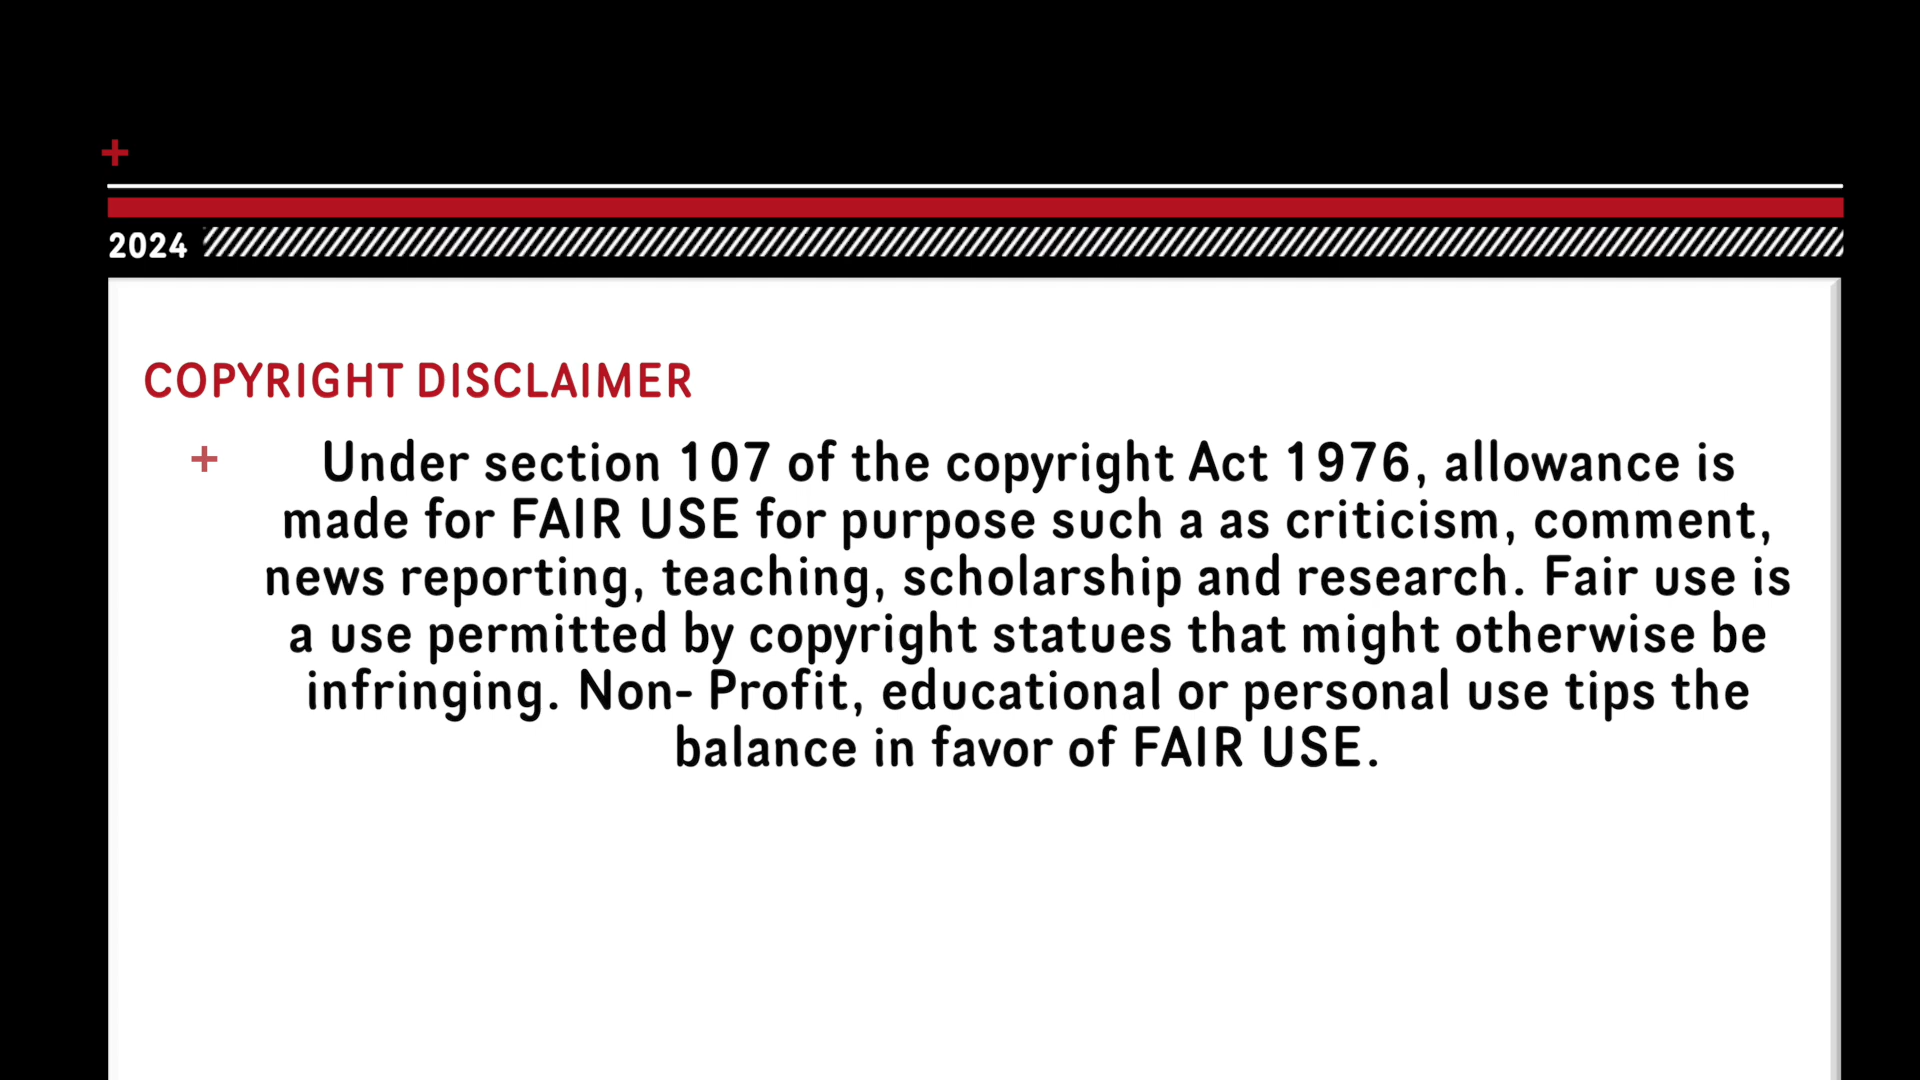 2024
COPYRIGHT DISCLAIMER
Under section 107 of the copyright Act 1976, allowance is
made for FAIR USE for purpose such a as criticism, comment,
news reporting, teaching, scholarship and research. Fair use is
a use permitted by copyright statues that might otherwise be
infringing. Non- Profit, educational or personal use tips the
balance in favor of FAIR USE.